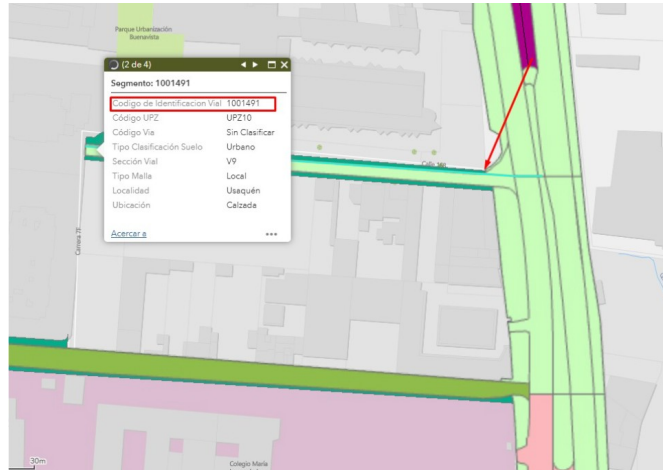 Parque Urbanización
Buenavista
(2 de 4)
Segmento: 1001491
Codigo de Identificacion Vial 1001491
Código UPZ UPZ10
Código Via Sin Clasificar
Tipo Clasificación Suelo Urbano
Sección Vial V9
Tipo Malla Local
Localidad Usaquén
Ubicación Calzada
Acercar a
Calle
Carrera 7F
30m
Colegio María